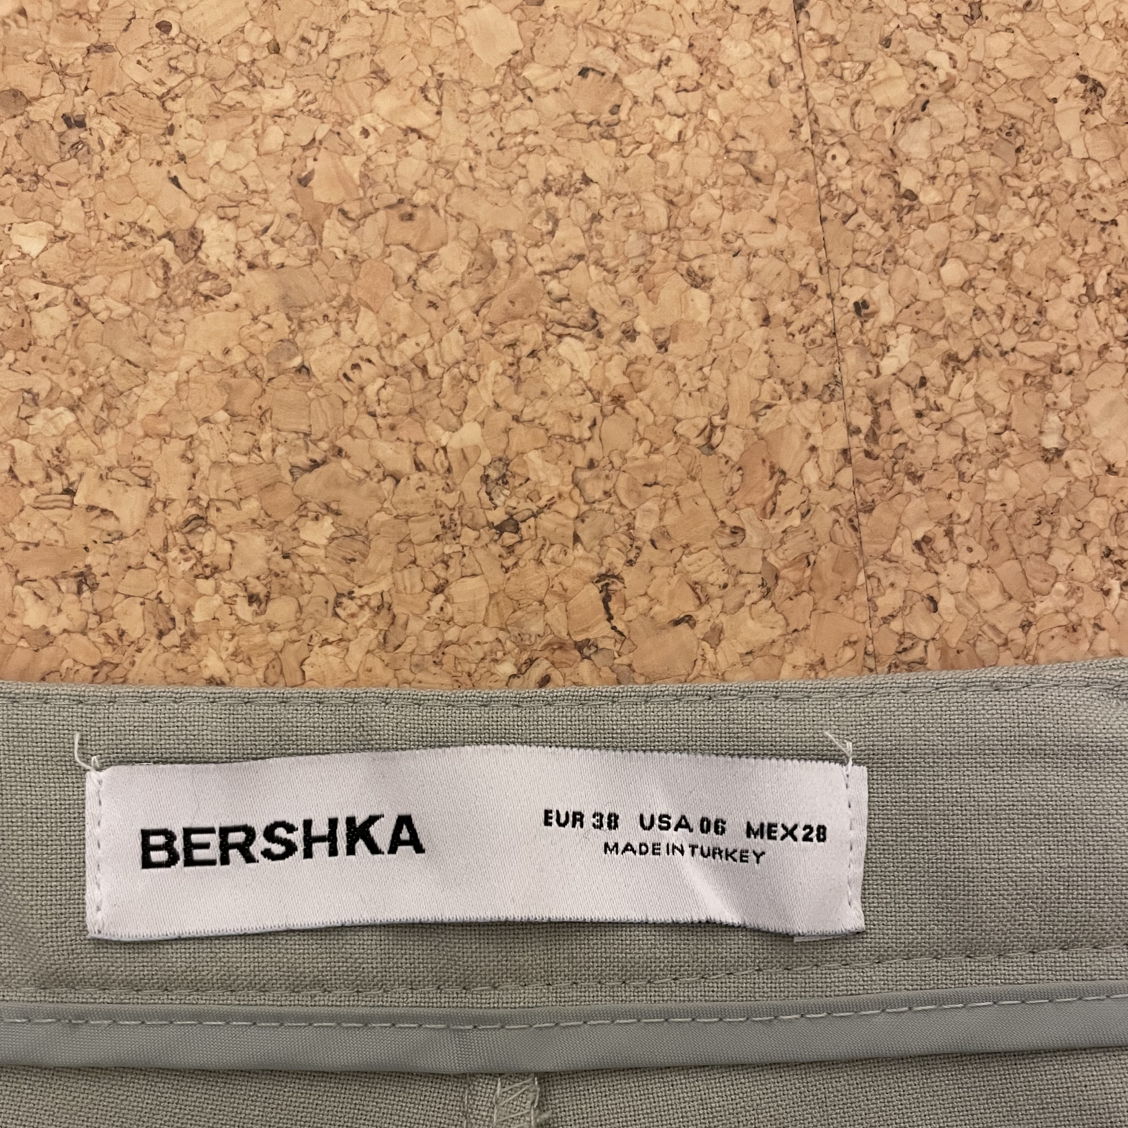 BERSHKA
EUR 38 USA 06 MEX 28
MADE IN TURKEY